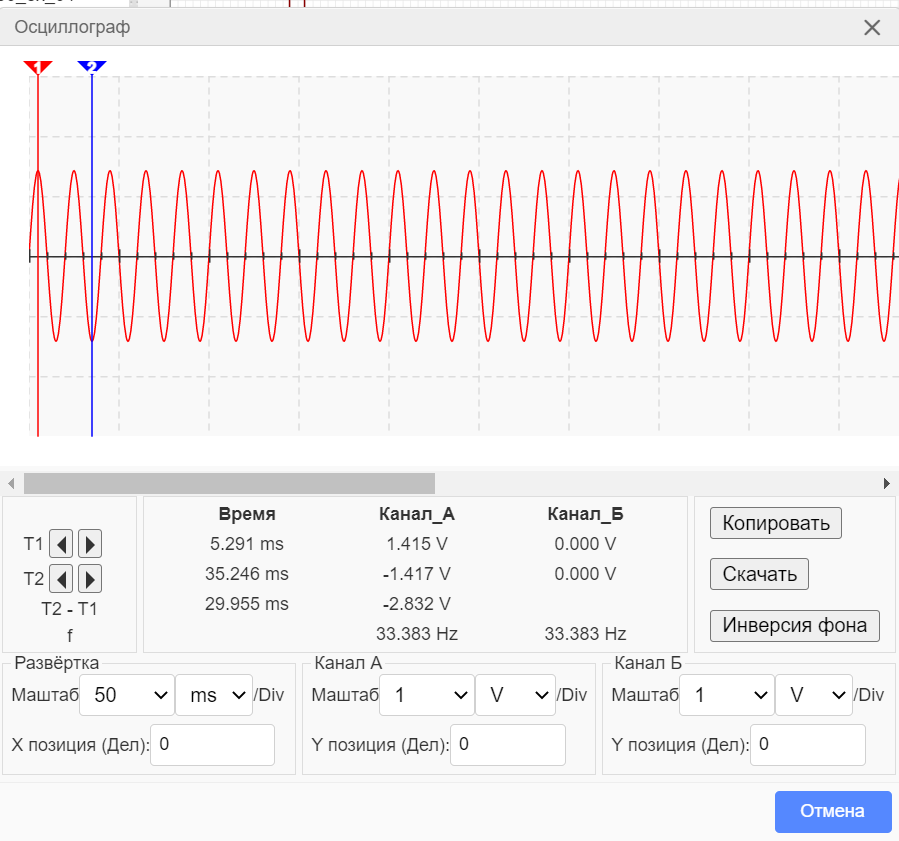 Осциллограф
1 2
Время Канал_А Канал_Б
T1 5.291 ms 1.415 V 0.000 V
T2 35.246 ms -1.417 V 0.000 V
T2 - T1 29.955 ms -2.832 V
f 33.383 Hz 33.383 Hz
Копировать
Скачать
Инверсия фона
Развёртка
Маштаб 50 ms /Div
X позиция (Дел): 0
Канал А
Маштаб 1 V /Div
Y позиция (Дел): 0
Канал Б
Маштаб 1 V /Div
Y позиция (Дел): 0
Отмена